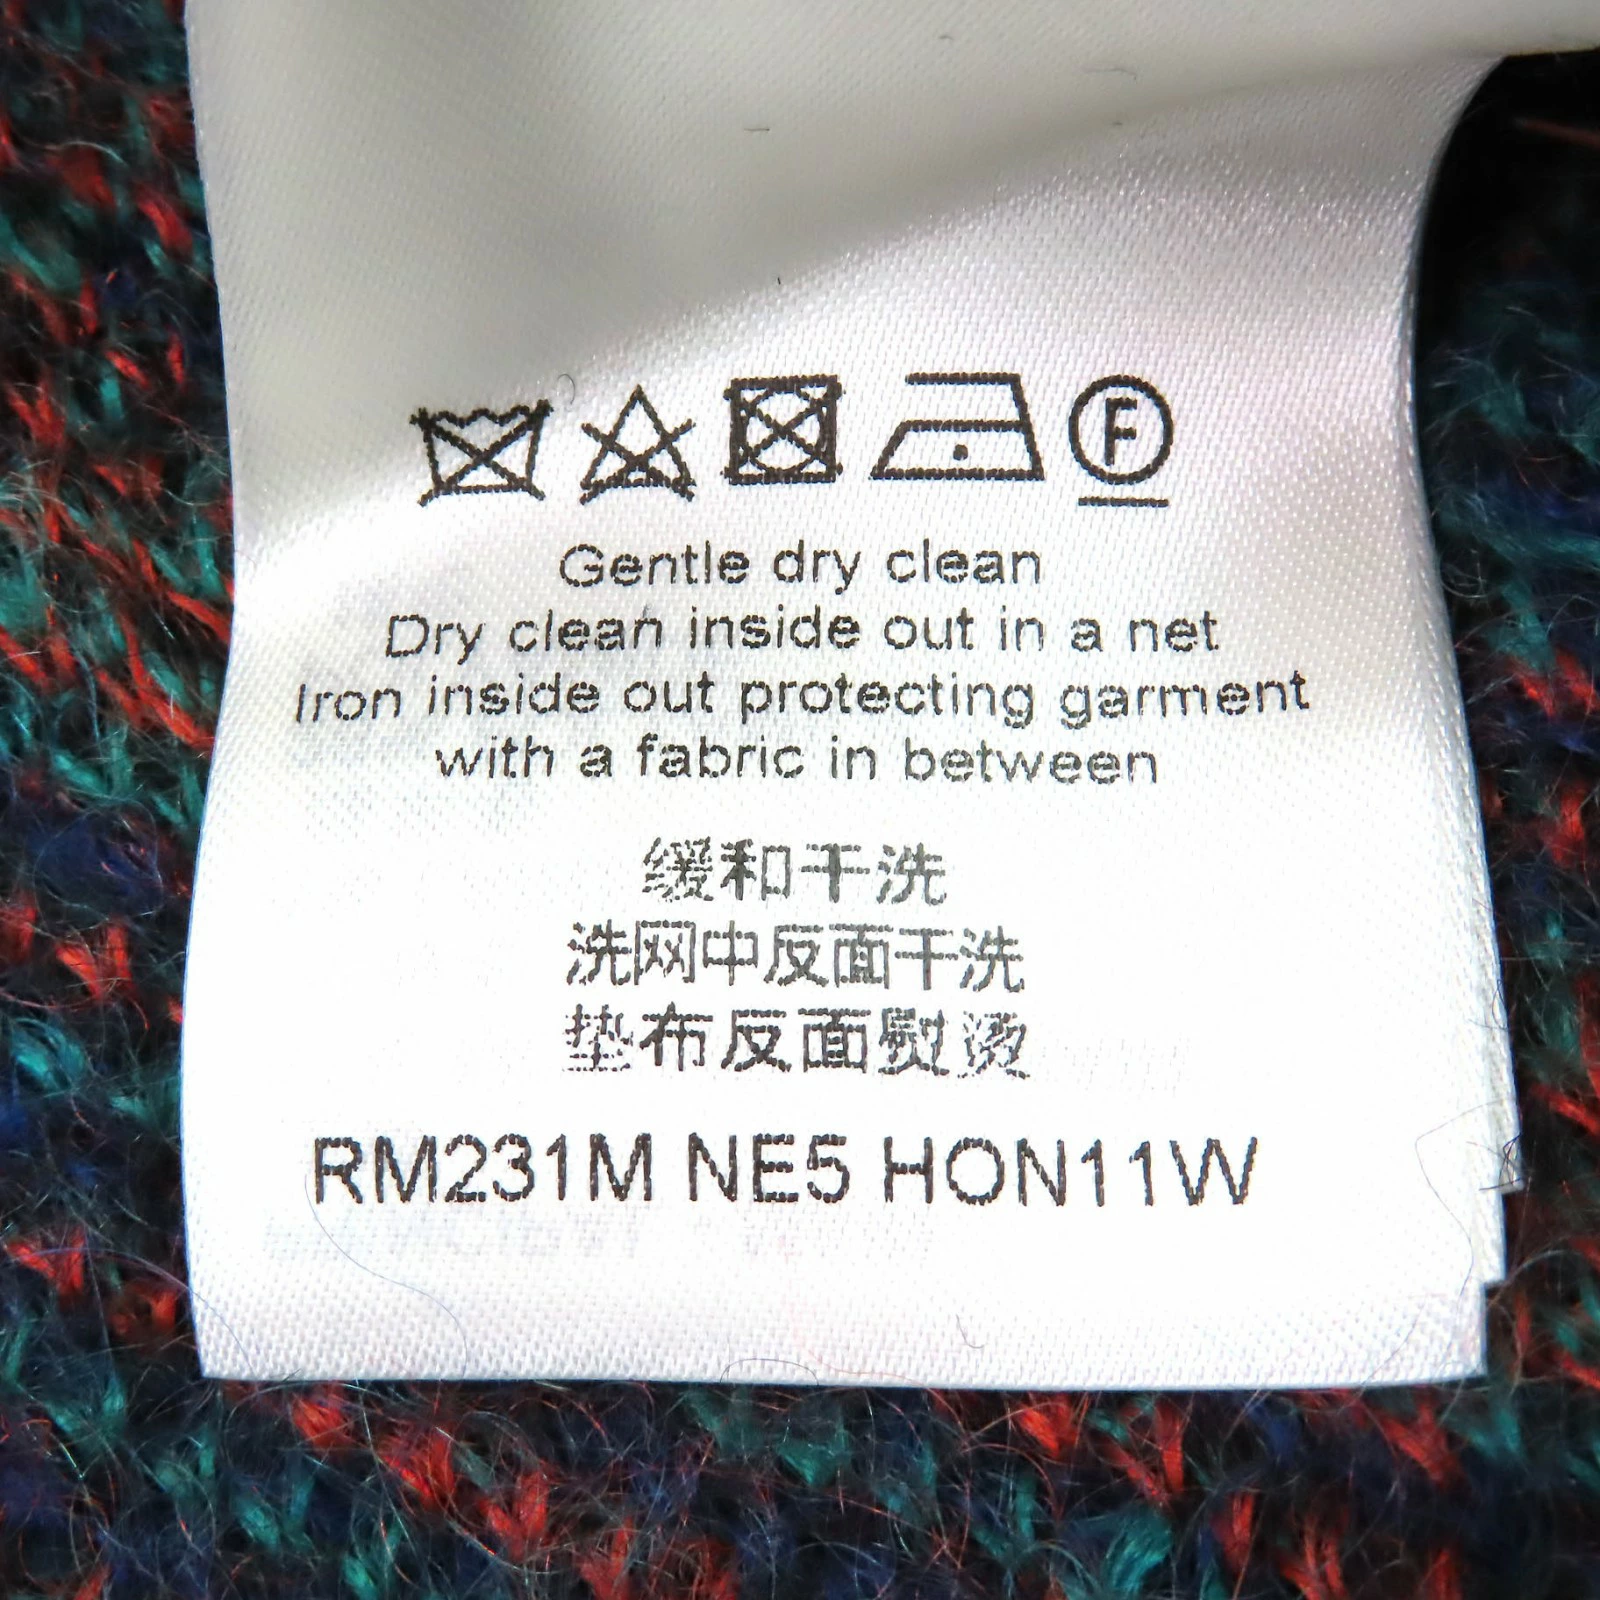 F
Gentle dry clean
Dry clean inside out in a net
Iron inside out protecting garment
with a fabric in between
缓和干洗
洗网中反面干洗
垫布反面熨烫
RM231M NE5 HON11W